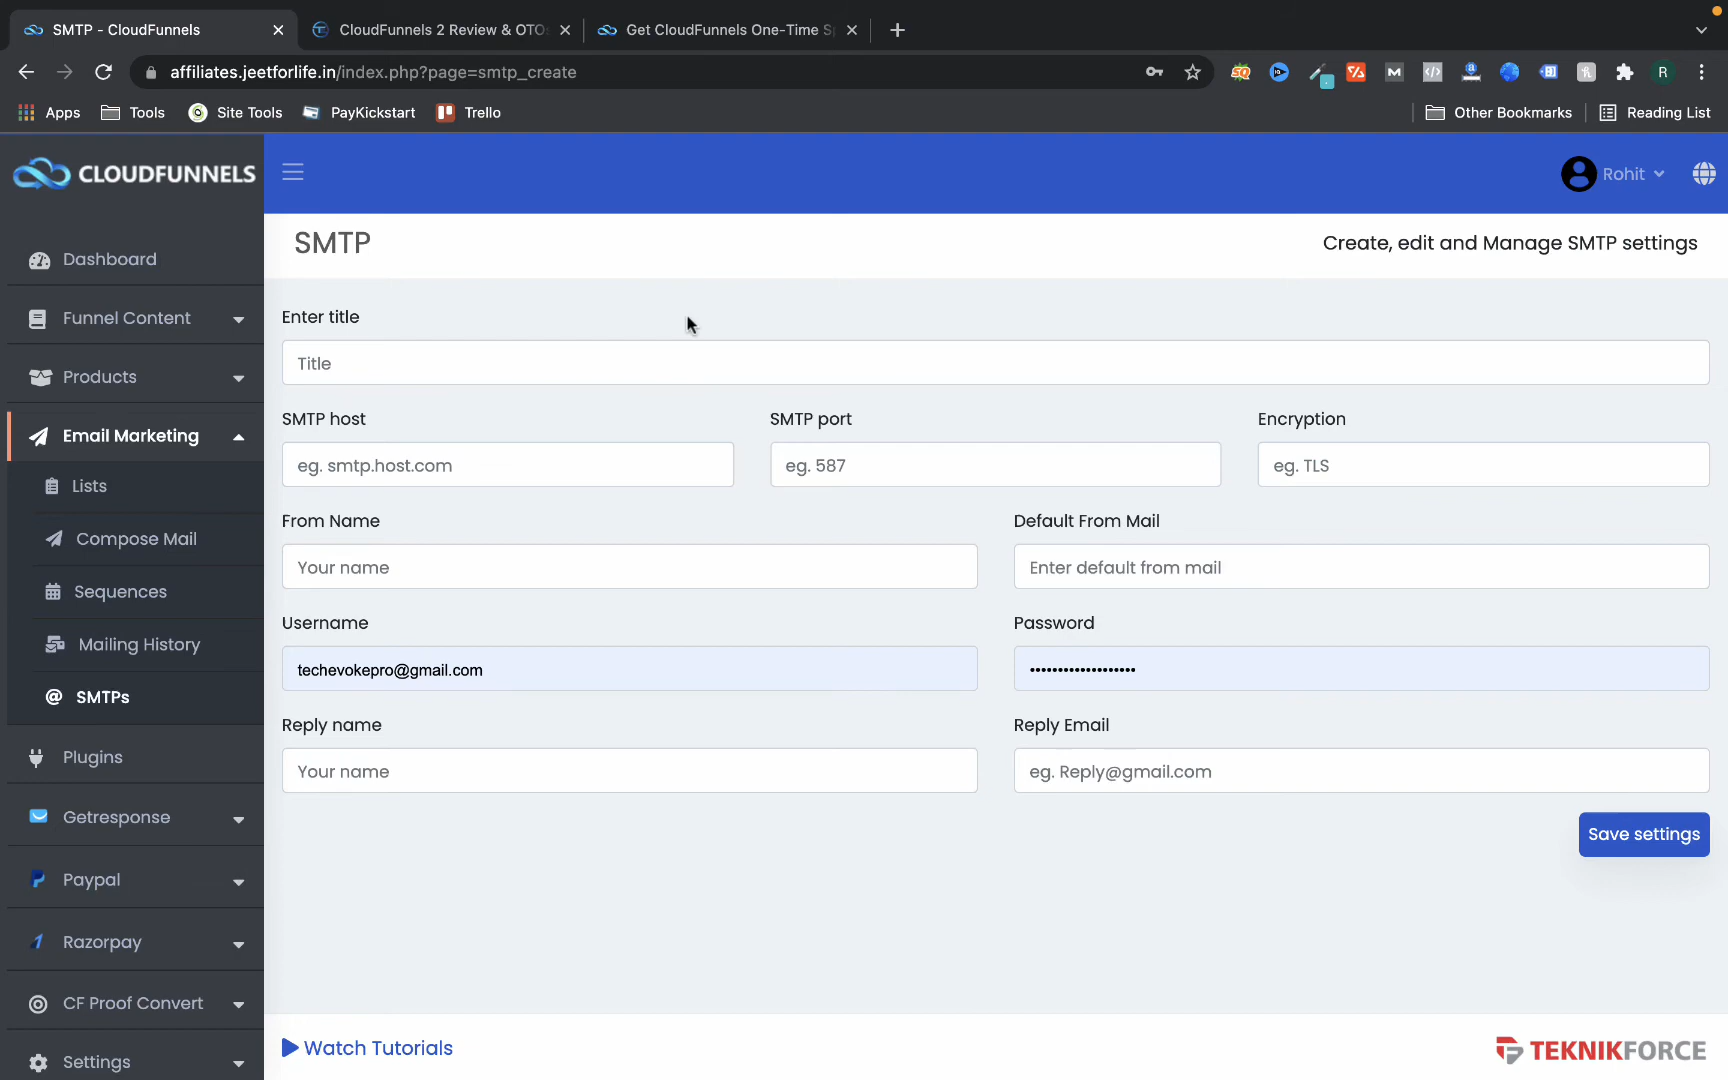 SMTP - CloudFunnels
CloudFunnels 2 Review & OTO
Get CloudFunnels One-Time S
affiliates.jeetforlife.in/index.php?page=smtp_create
Apps
Tools
Site Tools
PayKickstart
Trello
Other Bookmarks
Reading List
CLOUDFUNNELS
Rohit
SMTP
Create, edit and Manage SMTP settings
Dashboard
Funnel Content
Products
Email Marketing
Lists
Compose Mail
Sequences
Mailing History
SMTPs
Plugins
Getresponse
Paypal
Razorpay
CF Proof Convert
Settings
Enter title
Title
SMTP host
SMTP port
Encryption
eg. smtp.host.com
eg. 587
eg. TLS
From Name
Default From Mail
Your name
Enter default from mail
Username
Password
techevokepro@gmail.com
•••••••••••••••••••
Reply name
Reply Email
Your name
eg. Reply@gmail.com
Save settings
Watch Tutorials
TEKNIKFORCE